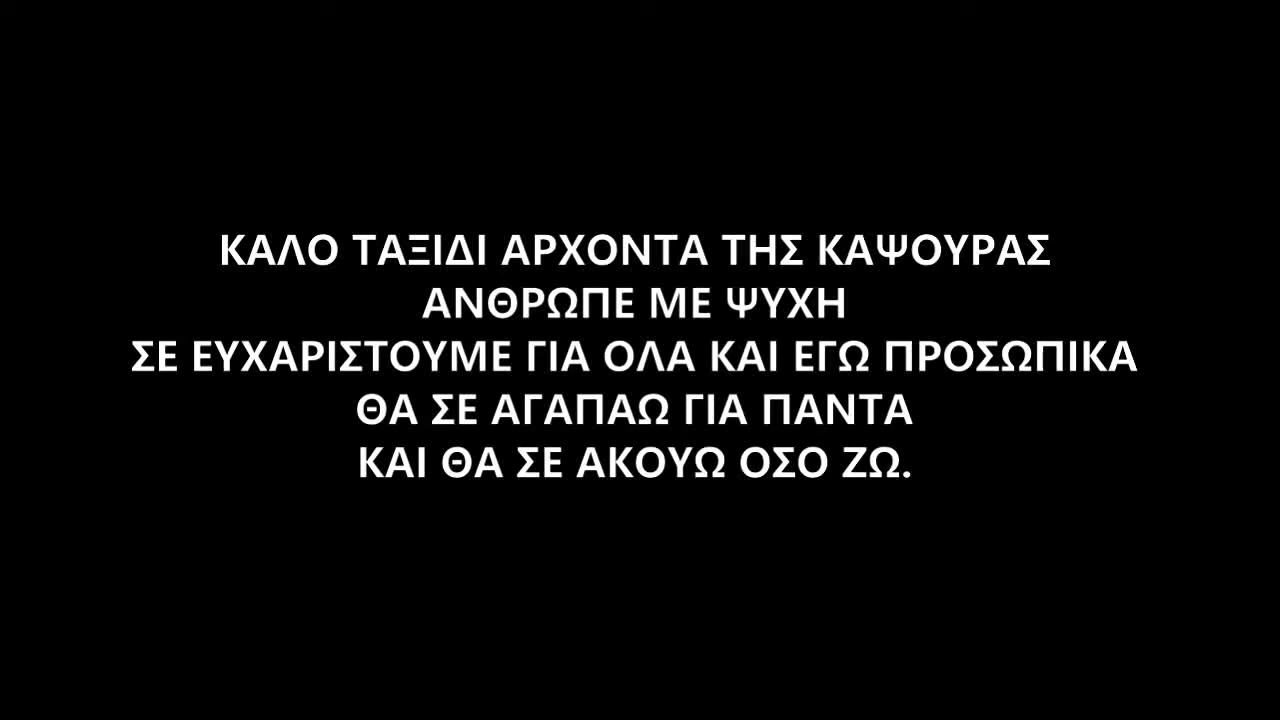 ΚΑΛΟ ΤΑΞΙΔΙ ΑΡΧΟΝΤΑ ΤΗΣ ΚΑΨΟΥΡΑΣ
ΑΝΘΡΩΠΕ ΜΕ ΨΥΧΗ
ΣΕ ΕΥΧΑΡΙΣΤΟΥΜΕ ΓΙΑ ΟΛΑ ΚΑΙ ΕΓΩ ΠΡΟΣΩΠΙΚΑ
ΘΑ ΣΕ ΑΓΑΠΑΩ ΓΙΑ ΠΑΝΤΑ
ΚΑΙ ΘΑ ΣΕ ΑΚΟΥΩ ΟΣΟ ΖΩ.